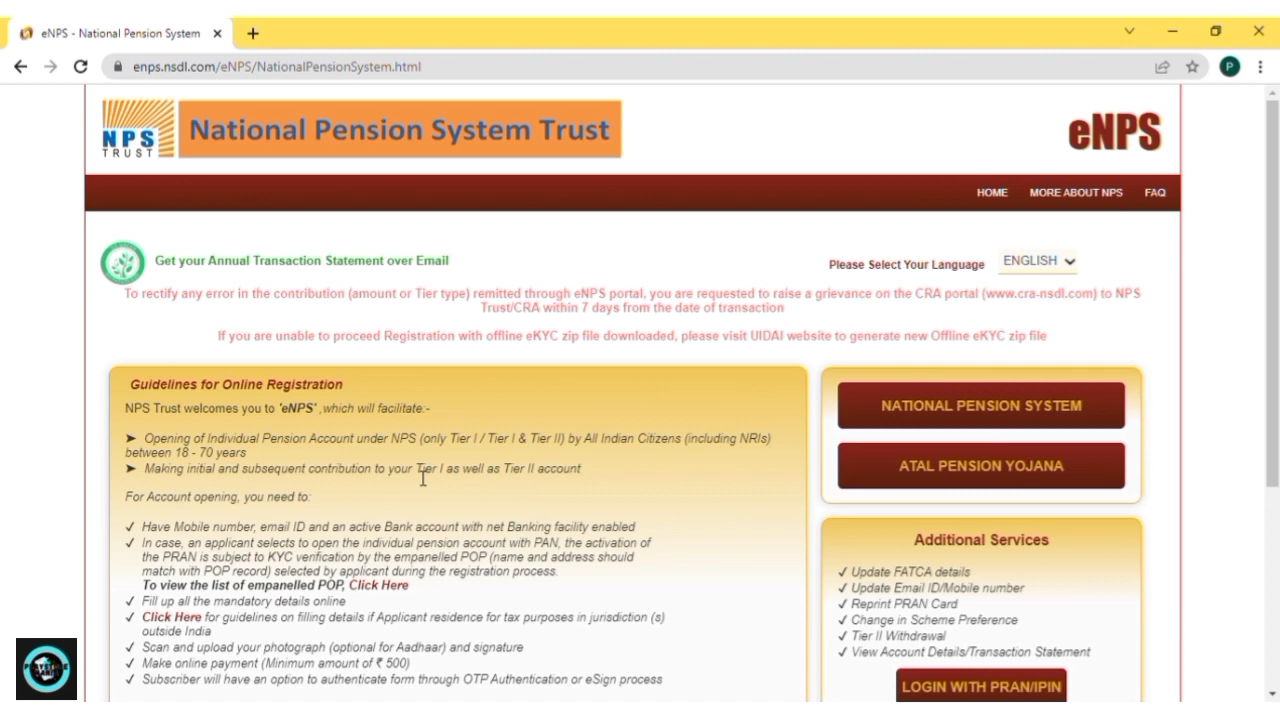 eNPS - National Pension System
enps.nsdl.com/eNPS/NationalPensionSystem.html
P
NPS
TRUST
National Pension System Trust
eNPS
HOME MORE ABOUT NPS FAQ
Get your Annual Transaction Statement over Email
Please Select Your Language ENGLISH
To rectify any error in the contribution (amount or Tier type) remitted through eNPS portal, you are requested to raise a grievance on the CRA portal (www.cra-nsdl.com) to NPS
Trust/CRA within 7 days from the date of transaction
If you are unable to proceed Registration with offline eKYC zip file downloaded, please visit UIDAI website to generate new Offline eKYC zip file
Guidelines for Online Registration
NPS Trust welcomes you to 'eNPS' ,which will facilitate:-
➤ Opening of Individual Pension Account under NPS (only Tier I / Tier I & Tier II) by All Indian Citizens (including NRIs)
between 18 - 70 years
➤ Making initial and subsequent contribution to your Tier I as well as Tier II account
For Account opening, you need to:
✓ Have Mobile number, email ID and an active Bank account with net Banking facility enabled
✓ In case, an applicant selects to open the individual pension account with PAN, the activation of
the PRAN is subject to KYC verification by the empanelled POP (name and address should
match with POP record) selected by applicant during the registration process.
To view the list of empanelled POP, Click Here
✓ Fill up all the mandatory details online
✓ Click Here for guidelines on filling details if Applicant residence for tax purposes in jurisdiction (s)
outside India
✓ Scan and upload your photograph (optional for Aadhaar) and signature
✓ Make online payment (Minimum amount of ₹ 500)
✓ Subscriber will have an option to authenticate form through OTP Authentication or eSign process
NATIONAL PENSION SYSTEM
ATAL PENSION YOJANA
Additional Services
✓ Update FATCA details
✓ Update Email ID/Mobile number
✓ Reprint PRAN Card
✓ Change in Scheme Preference
✓ Tier II Withdrawal
✓ View Account Details/Transaction Statement
LOGIN WITH PRAN/IPIN